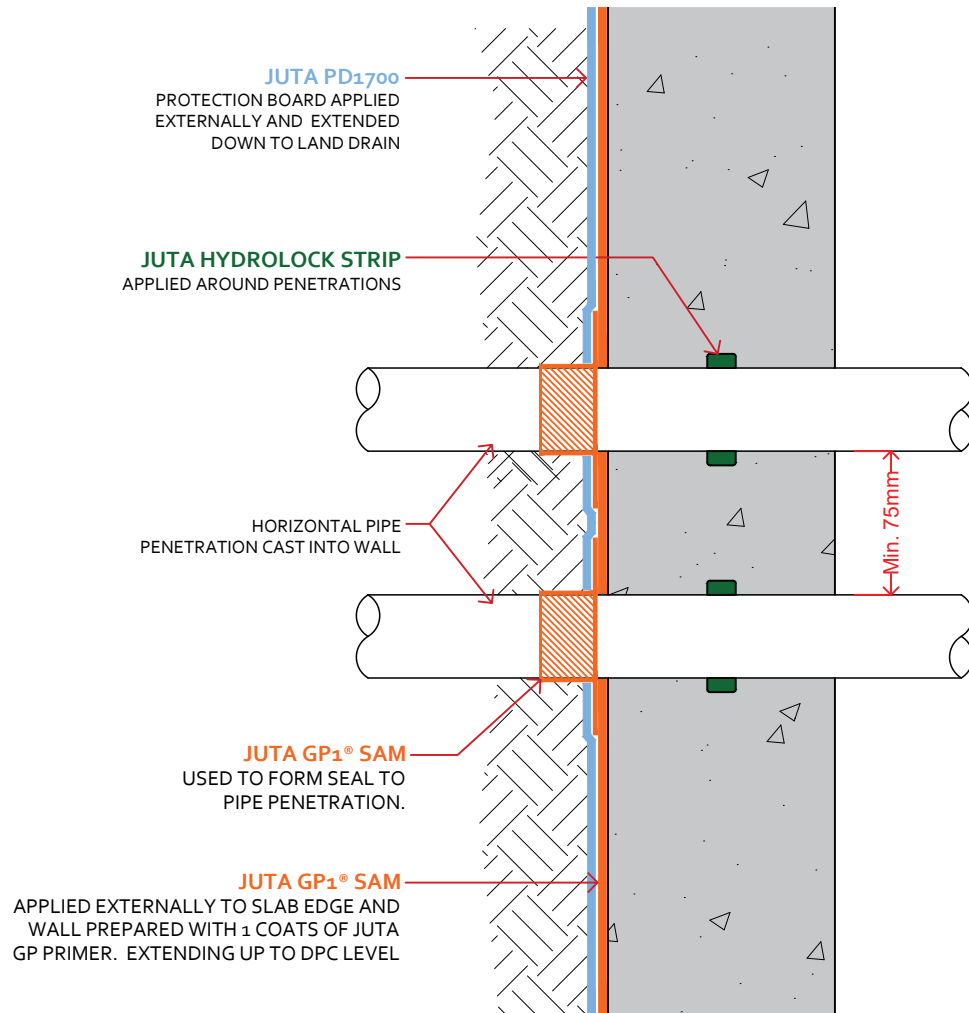 JUTA PD1700
PROTECTION BOARD APPLIED
EXTERNALLY AND EXTENDED
DOWN TO LAND DRAIN
JUTA HYDROLOCK STRIP
APPLIED AROUND PENETRATIONS
HORIZONTAL PIPE
PENETRATION CAST INTO WALL
Min. 75mm
JUTA GP1® SAM
USED TO FORM SEAL TO
PIPE PENETRATION.
JUTA GP1® SAM
APPLIED EXTERNALLY TO SLAB EDGE AND
WALL PREPARED WITH 1 COATS OF JUTA
GP PRIMER. EXTENDING UP TO DPC LEVEL